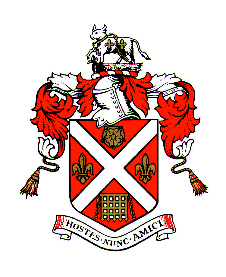 HOSTES · NUNC · AMICI